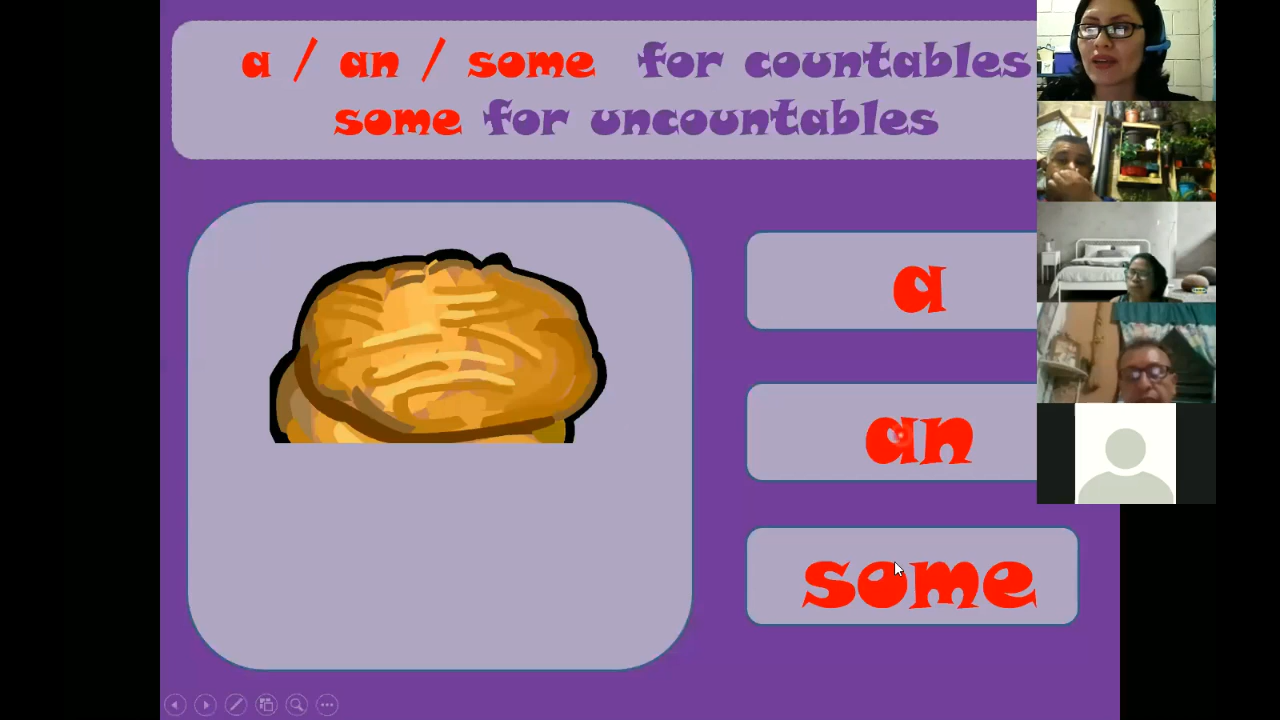 a / an / some for countables
some for uncountables
a
an
some